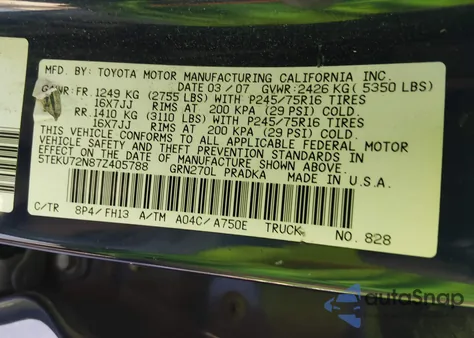 MFD. BY: TOYOTA MOTOR MANUFACTURING CALIFORNIA INC.
DATE 03/07 GVWR: 2426 KG (5350 LBS)
GAWR: FR. 1249 KG (2755 LBS) WITH P245/75R16 TIRES
16X7JJ RIMS AT 200 KPA (29 PSI) COLD
RR. 1410 KG (3110 LBS) WITH P245/75R16 TIRES
16X7JJ RIMS AT 200 KPA (29 PSI) COLD
THIS VEHICLE CONFORMS TO ALL APPLICABLE FEDERAL MOTOR
VEHICLE SAFETY AND THEFT PREVENTION STANDARDS IN
EFFECT ON THE DATE OF MANUFACTURE SHOWN ABOVE.
5TEKU72N87Z405788 GRN270L PRADKA
C/TR 8P4/FH13 A/TM A04C/A750E TRUCK NO. 828
autoSnap